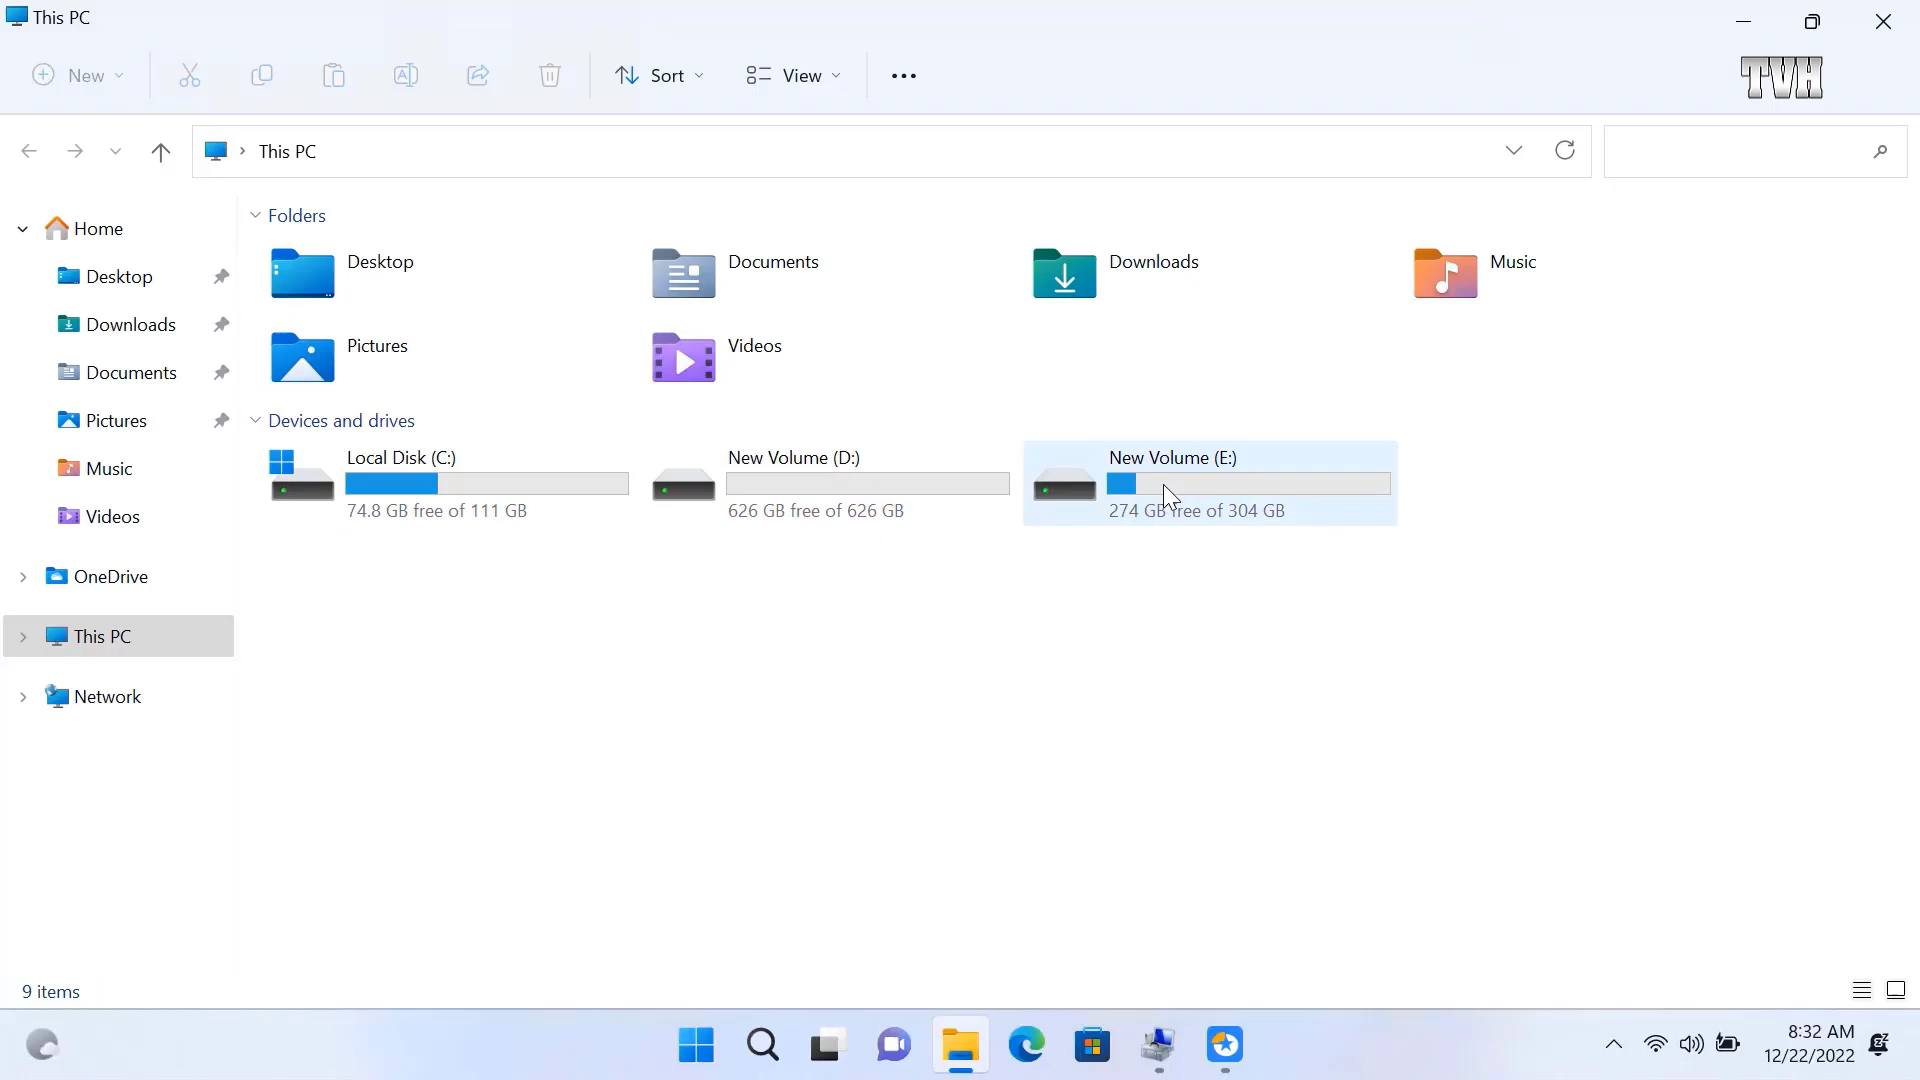 This PC
New
Sort
View
TVH
This PC
Home
Desktop
Downloads
Documents
Pictures
Music
Videos
OneDrive
This PC
Network
Folders
Desktop
Documents
Downloads
Music
Pictures
Videos
Devices and drives
Local Disk (C:)
74.8 GB free of 111 GB
New Volume (D:)
626 GB free of 626 GB
New Volume (E:)
274 GB free of 304 GB
9 items
8:32 AM
12/22/2022